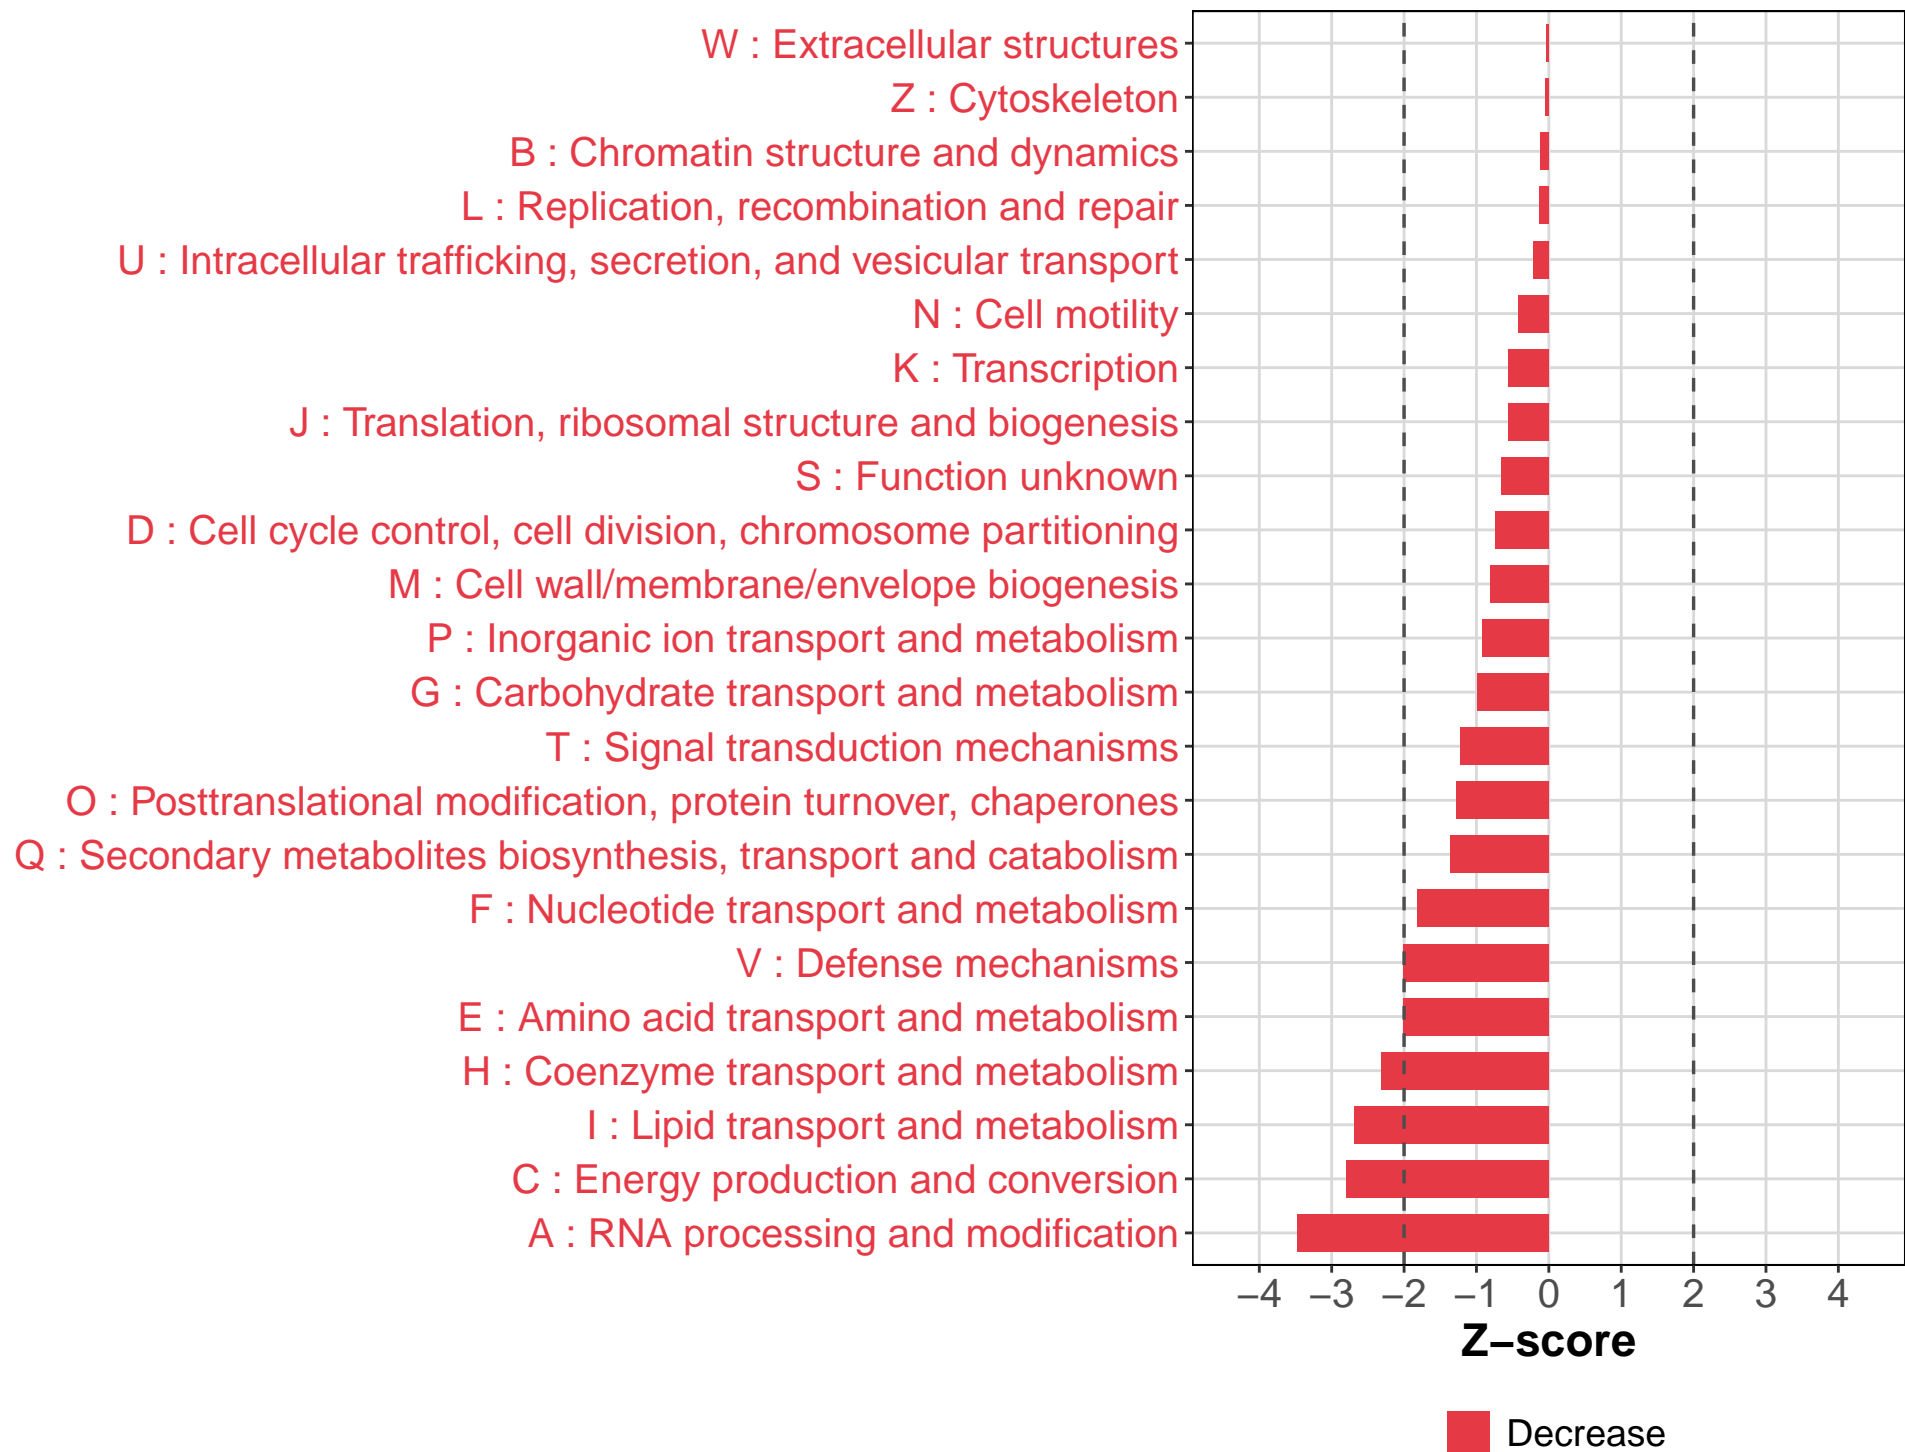 W : Extracellular structures
Z : Cytoskeleton
B : Chromatin structure and dynamics
L : Replication, recombination and repair
U : Intracellular trafficking, secretion, and vesicular transport
N : Cell motility
K : Transcription
J : Translation, ribosomal structure and biogenesis
S : Function unknown
D : Cell cycle control, cell division, chromosome partitioning
M : Cell wall/membrane/envelope biogenesis
P : Inorganic ion transport and metabolism
G : Carbohydrate transport and metabolism
T : Signal transduction mechanisms
O : Posttranslational modification, protein turnover, chaperones
Q : Secondary metabolites biosynthesis, transport and catabolism
F : Nucleotide transport and metabolism
V : Defense mechanisms
E : Amino acid transport and metabolism
H : Coenzyme transport and metabolism
I : Lipid transport and metabolism
C : Energy production and conversion
A : RNA processing and modification
−4 −3 −2 −1 0 1 2 3 4
Z−score
Decrease